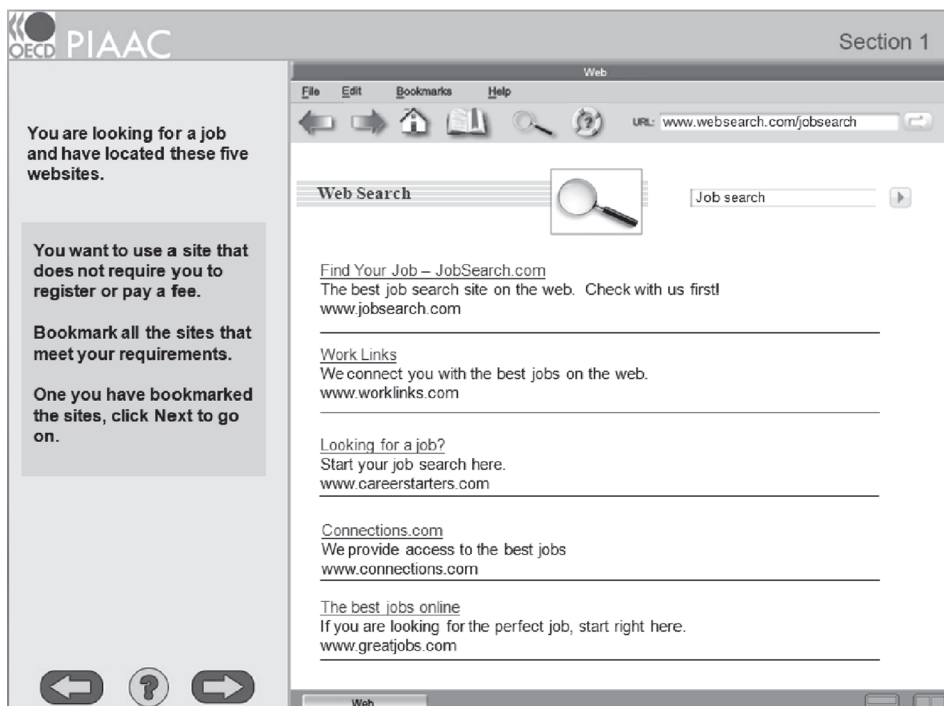 OECD PIAAC
Section 1
You are looking for a job
and have located these five
websites.
You want to use a site that
does not require you to
register or pay a fee.
Bookmark all the sites that
meet your requirements.
One you have bookmarked
the sites, click Next to go
on.
Web
File Edit Bookmarks Help
URL: www.websearch.com/jobsearch
Web Search
Job search
Find Your Job – JobSearch.com
The best job search site on the web. Check with us first!
www.jobsearch.com
Work Links
We connect you with the best jobs on the web.
www.worklinks.com
Looking for a job?
Start your job search here.
www.careerstarters.com
Connections.com
We provide access to the best jobs
www.connections.com
The best jobs online
If you are looking for the perfect job, start right here.
www.greatjobs.com
?
Web